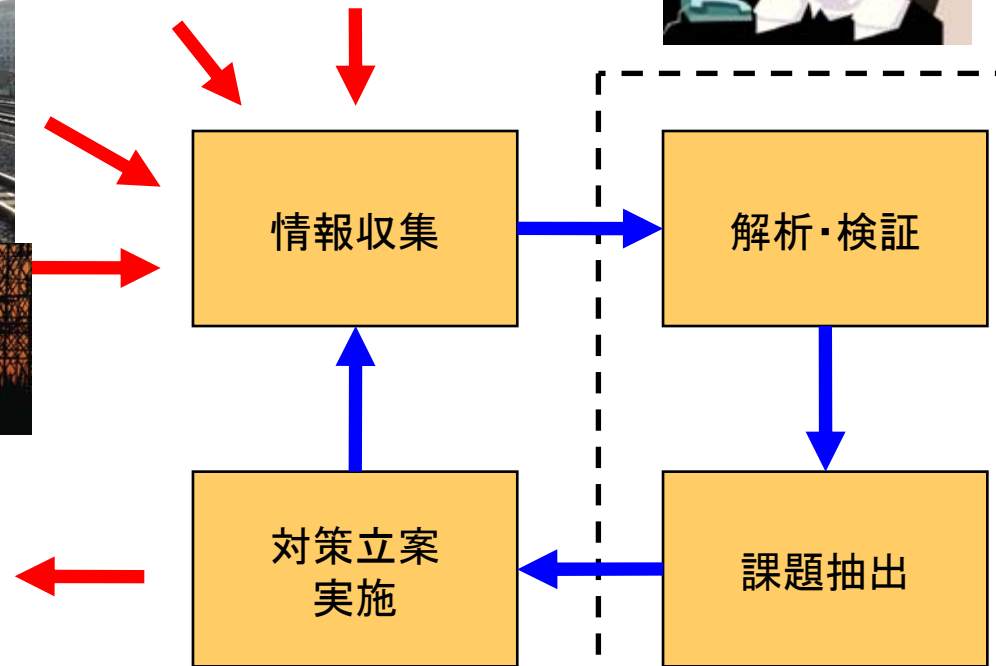 情報収集
解析・検証
対策立案
実施
課題抽出